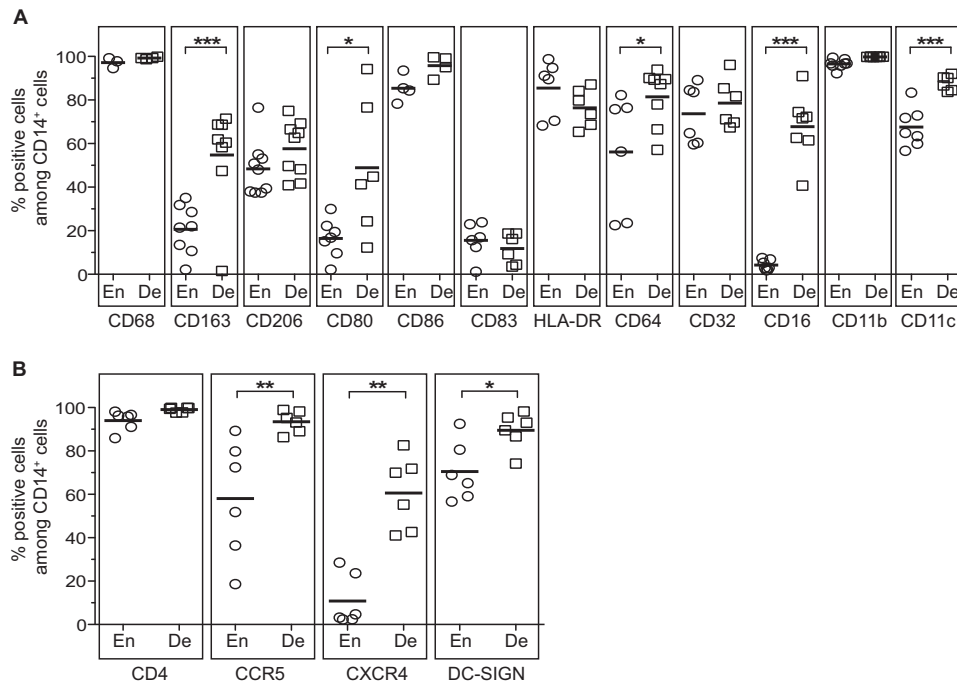 A
% positive cells
among CD14⁺ cells
100
80
60
40
20
0
*** * * *** ***
En De En De En De En De En De En De En De En De En De En De En De En De
CD68 CD163 CD206 CD80 CD86 CD83 HLA-DR CD64 CD32 CD16 CD11b CD11c
B
% positive cells
among CD14⁺ cells
100
80
60
40
20
0
** ** *
En De En De En De En De
CD4 CCR5 CXCR4 DC-SIGN